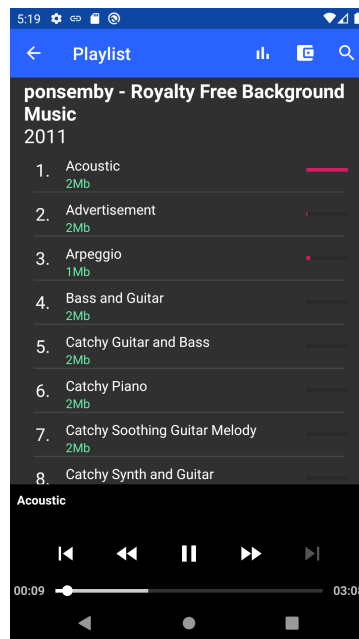 5:19
Playlist
ponsemby - Royalty Free Background
Music
2011
1. Acoustic
2Mb
2. Advertisement
2Mb
3. Arpeggio
1Mb
4. Bass and Guitar
2Mb
5. Catchy Guitar and Bass
2Mb
6. Catchy Piano
2Mb
7. Catchy Soothing Guitar Melody
2Mb
8. Catchy Synth and Guitar
Acoustic
00:09
03:08